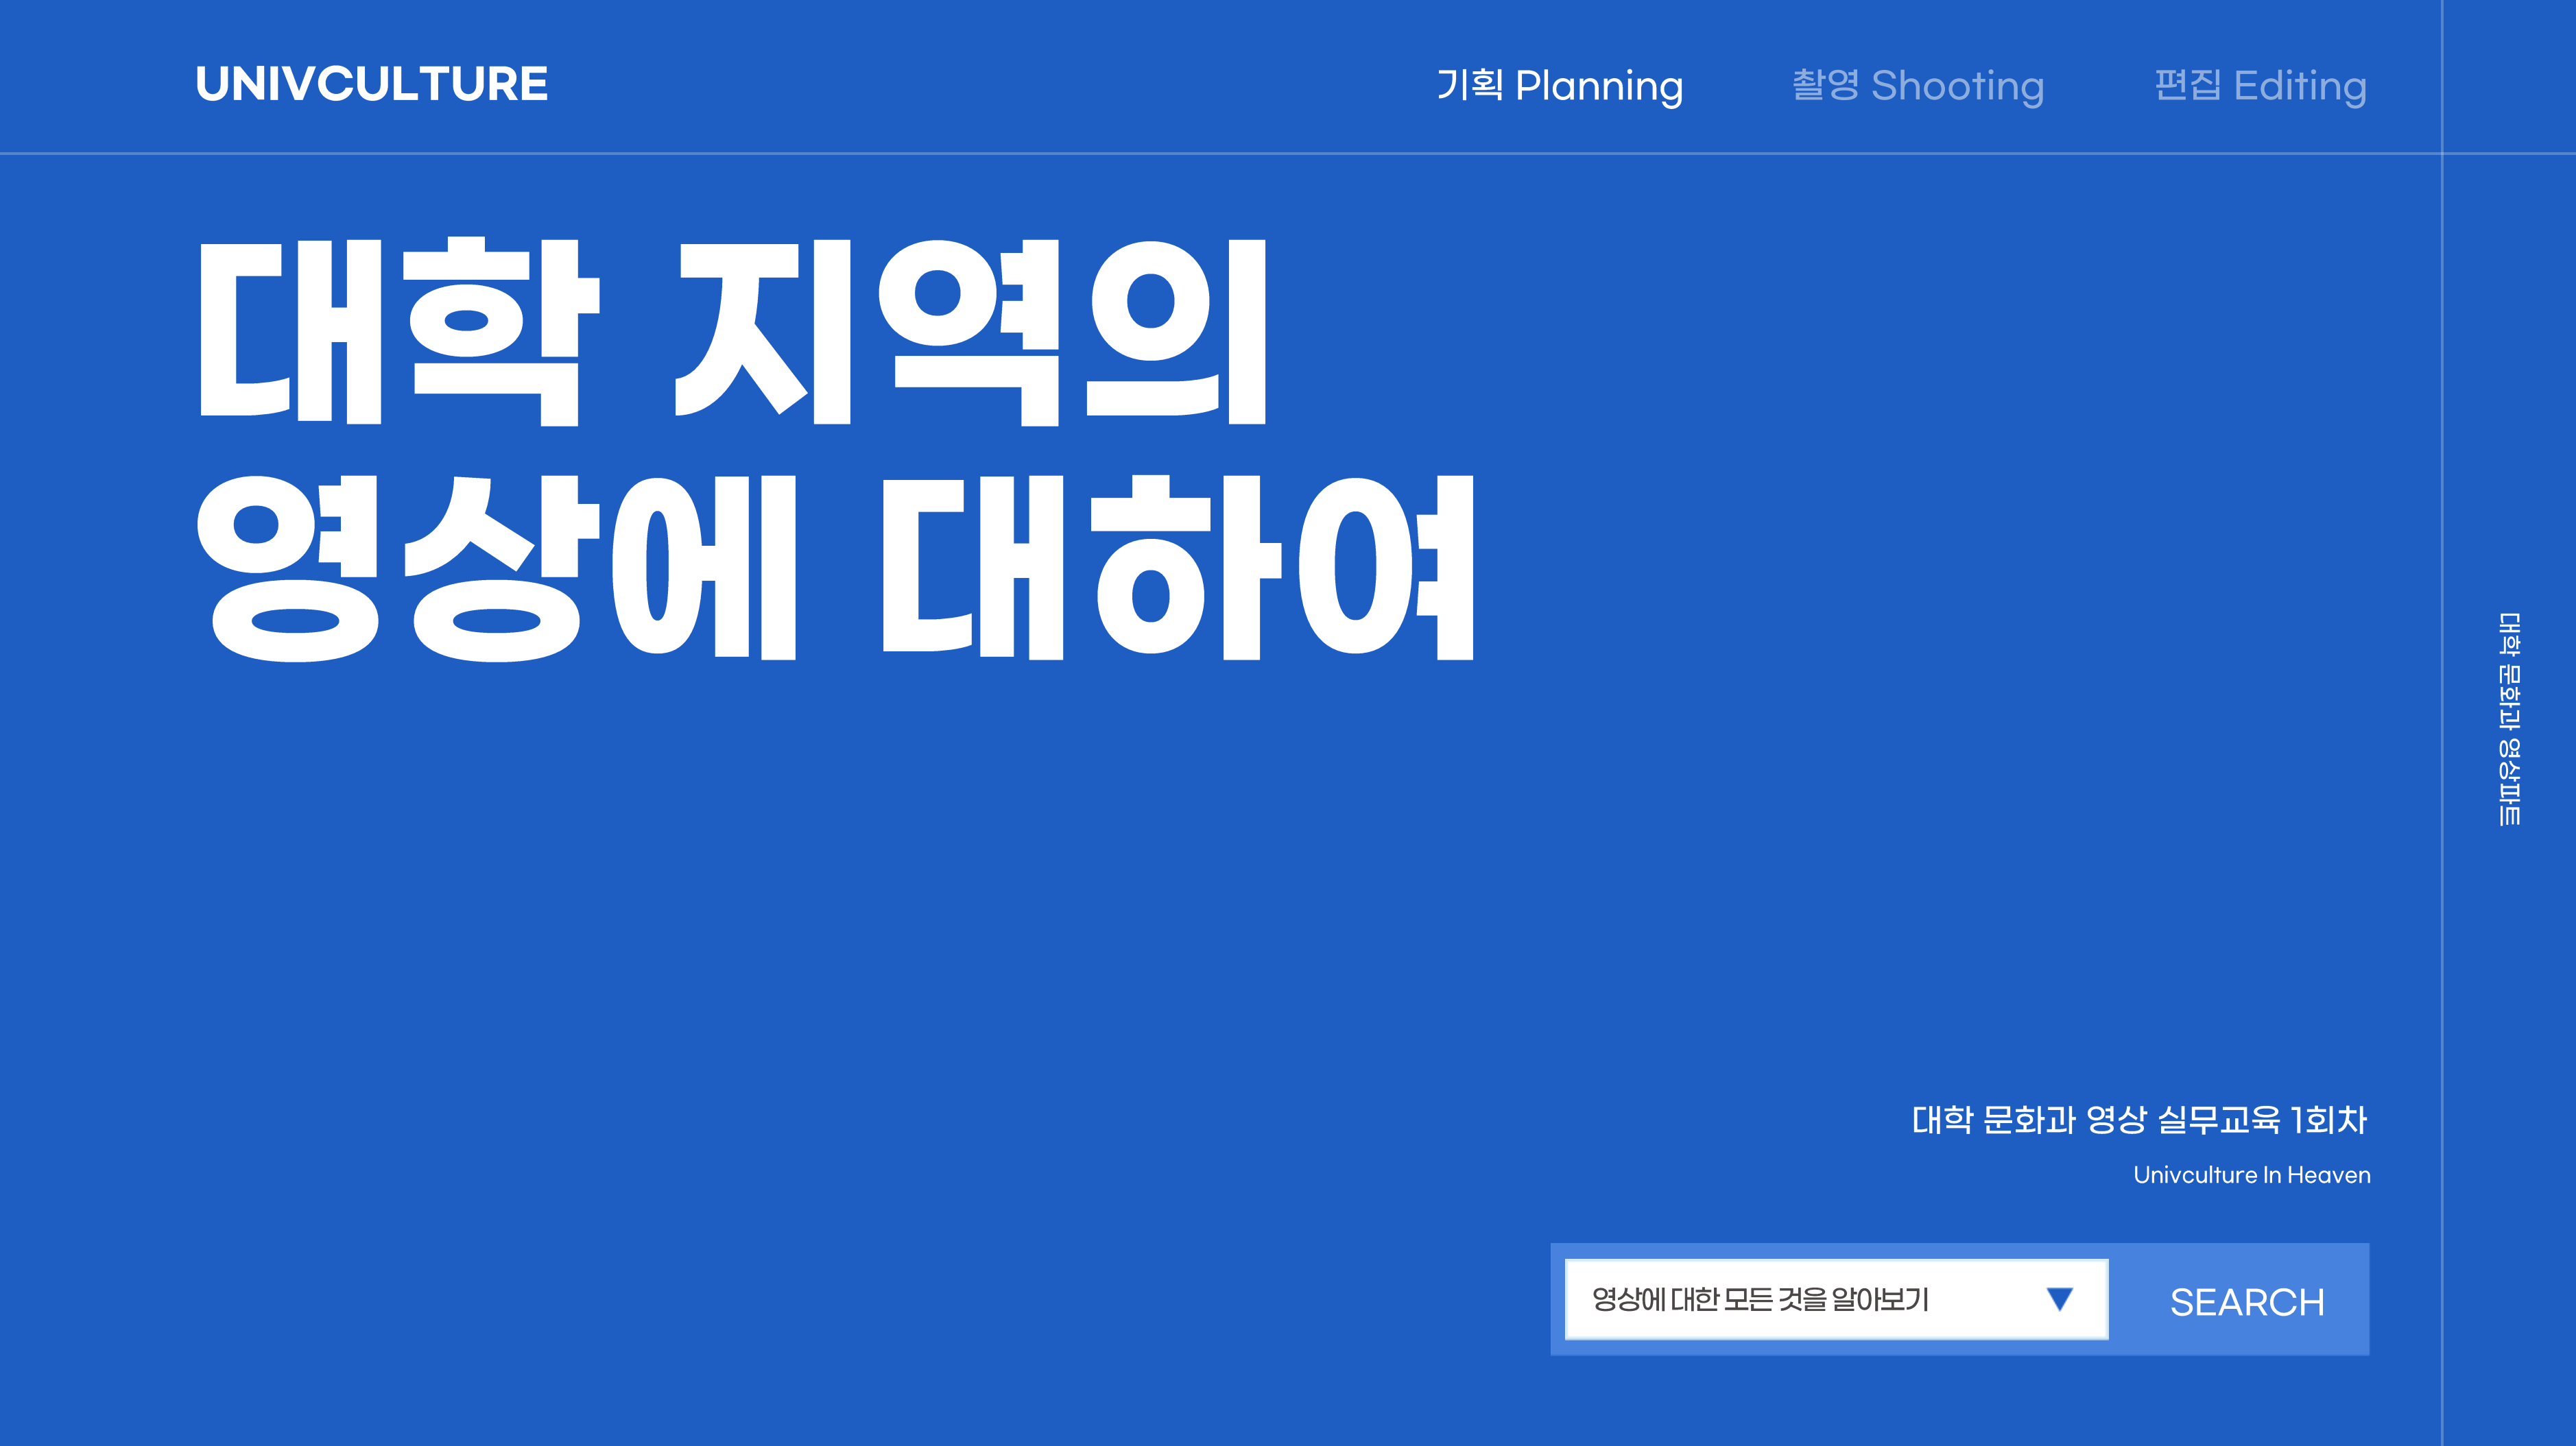 UNIVCULTURE
기획 Planning
촬영 Shooting
편집 Editing
대학 지역의
영상에 대하여
대학 문화과 영상파트
대학 문화과 영상 실무교육 1회차
Univculture In Heaven
영상에 대한 모든 것을 알아보기
SEARCH